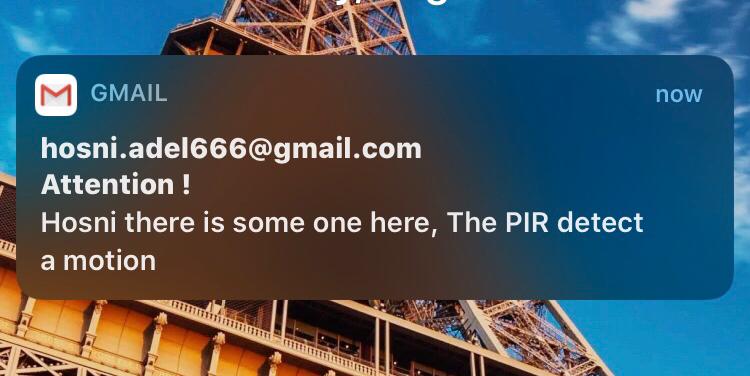 GMAIL
now
hosni.adel666@gmail.com
Attention !
Hosni there is some one here, The PIR detect
a motion